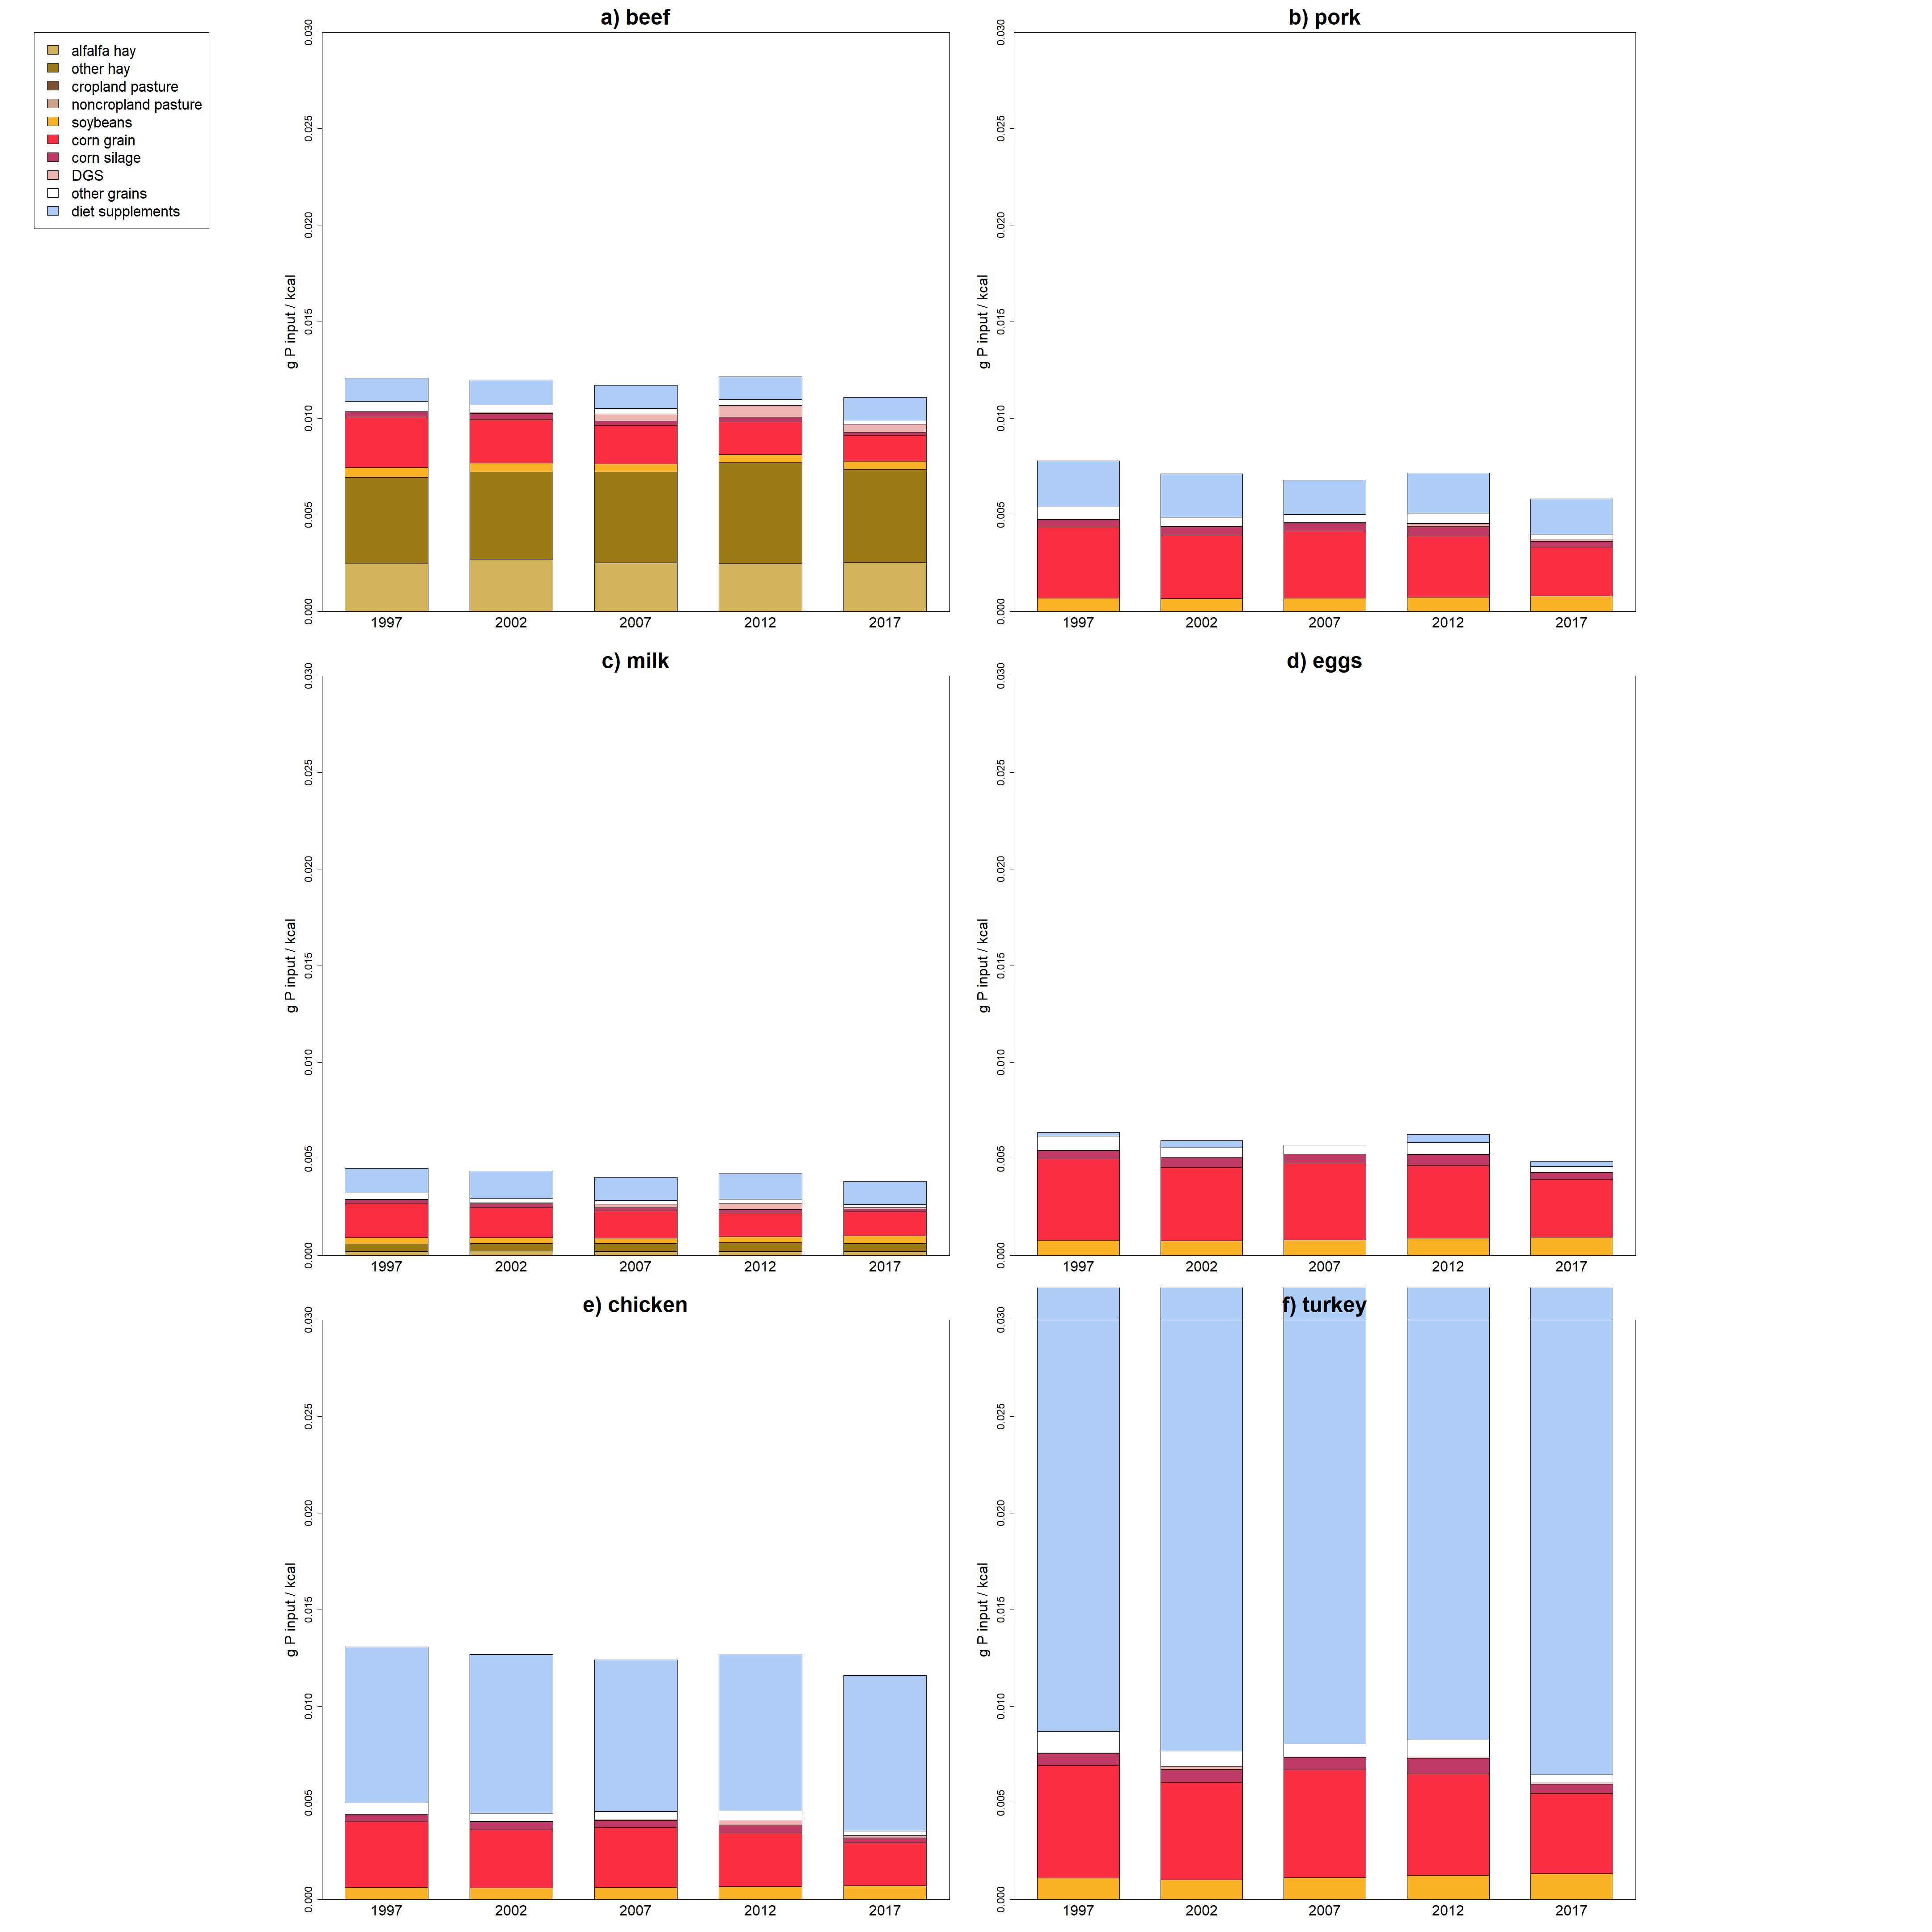 alfalfa hay
other hay
cropland pasture
noncropland pasture
soybeans
corn grain
corn silage
DGS
other grains
diet supplements
a) beef
g P input / kcal
0.030
0.025
0.020
0.015
0.010
0.005
0.000
1997 2002 2007 2012 2017
b) pork
g P input / kcal
0.030
0.025
0.020
0.015
0.010
0.005
0.000
1997 2002 2007 2012 2017
c) milk
g P input / kcal
0.030
0.025
0.020
0.015
0.010
0.005
0.000
1997 2002 2007 2012 2017
d) eggs
g P input / kcal
0.030
0.025
0.020
0.015
0.010
0.005
0.000
1997 2002 2007 2012 2017
e) chicken
g P input / kcal
0.030
0.025
0.020
0.015
0.010
0.005
0.000
1997 2002 2007 2012 2017
f) turkey
g P input / kcal
0.030
0.025
0.020
0.015
0.010
0.005
0.000
1997 2002 2007 2012 2017